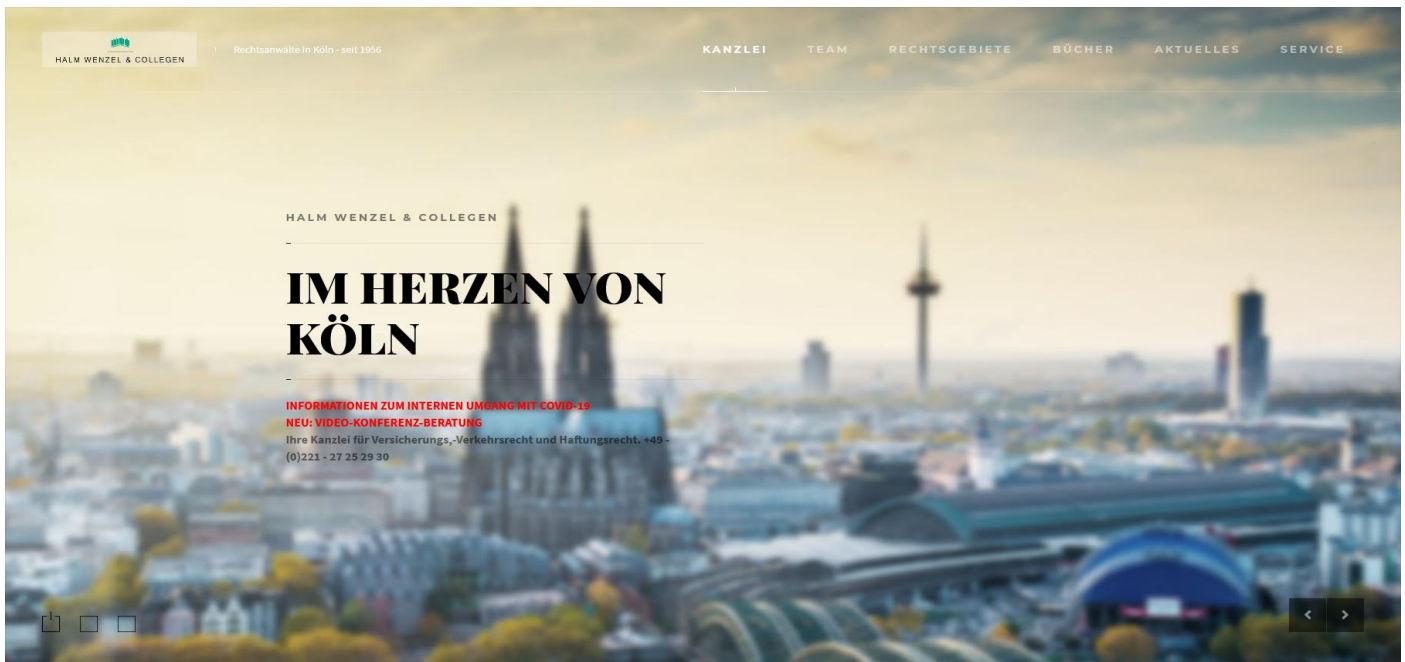 HALM WENZEL & COLLEGEN
Rechtsanwälte in Köln - seit 1956
KANZLEI TEAM RECHTSGEBIETE BÜCHER AKTUELLES SERVICE
HALM WENZEL & COLLEGEN
IM HERZEN VON
KÖLN
INFORMATIONEN ZUM INTERNEN UMGANG MIT COVID-19
NEU: VIDEO-KONFERENZ-BERATUNG
Ihre Kanzlei für Versicherungs,-Verkehrsrecht und Haftungsrecht. +49 -
(0)221 - 27 25 29 30